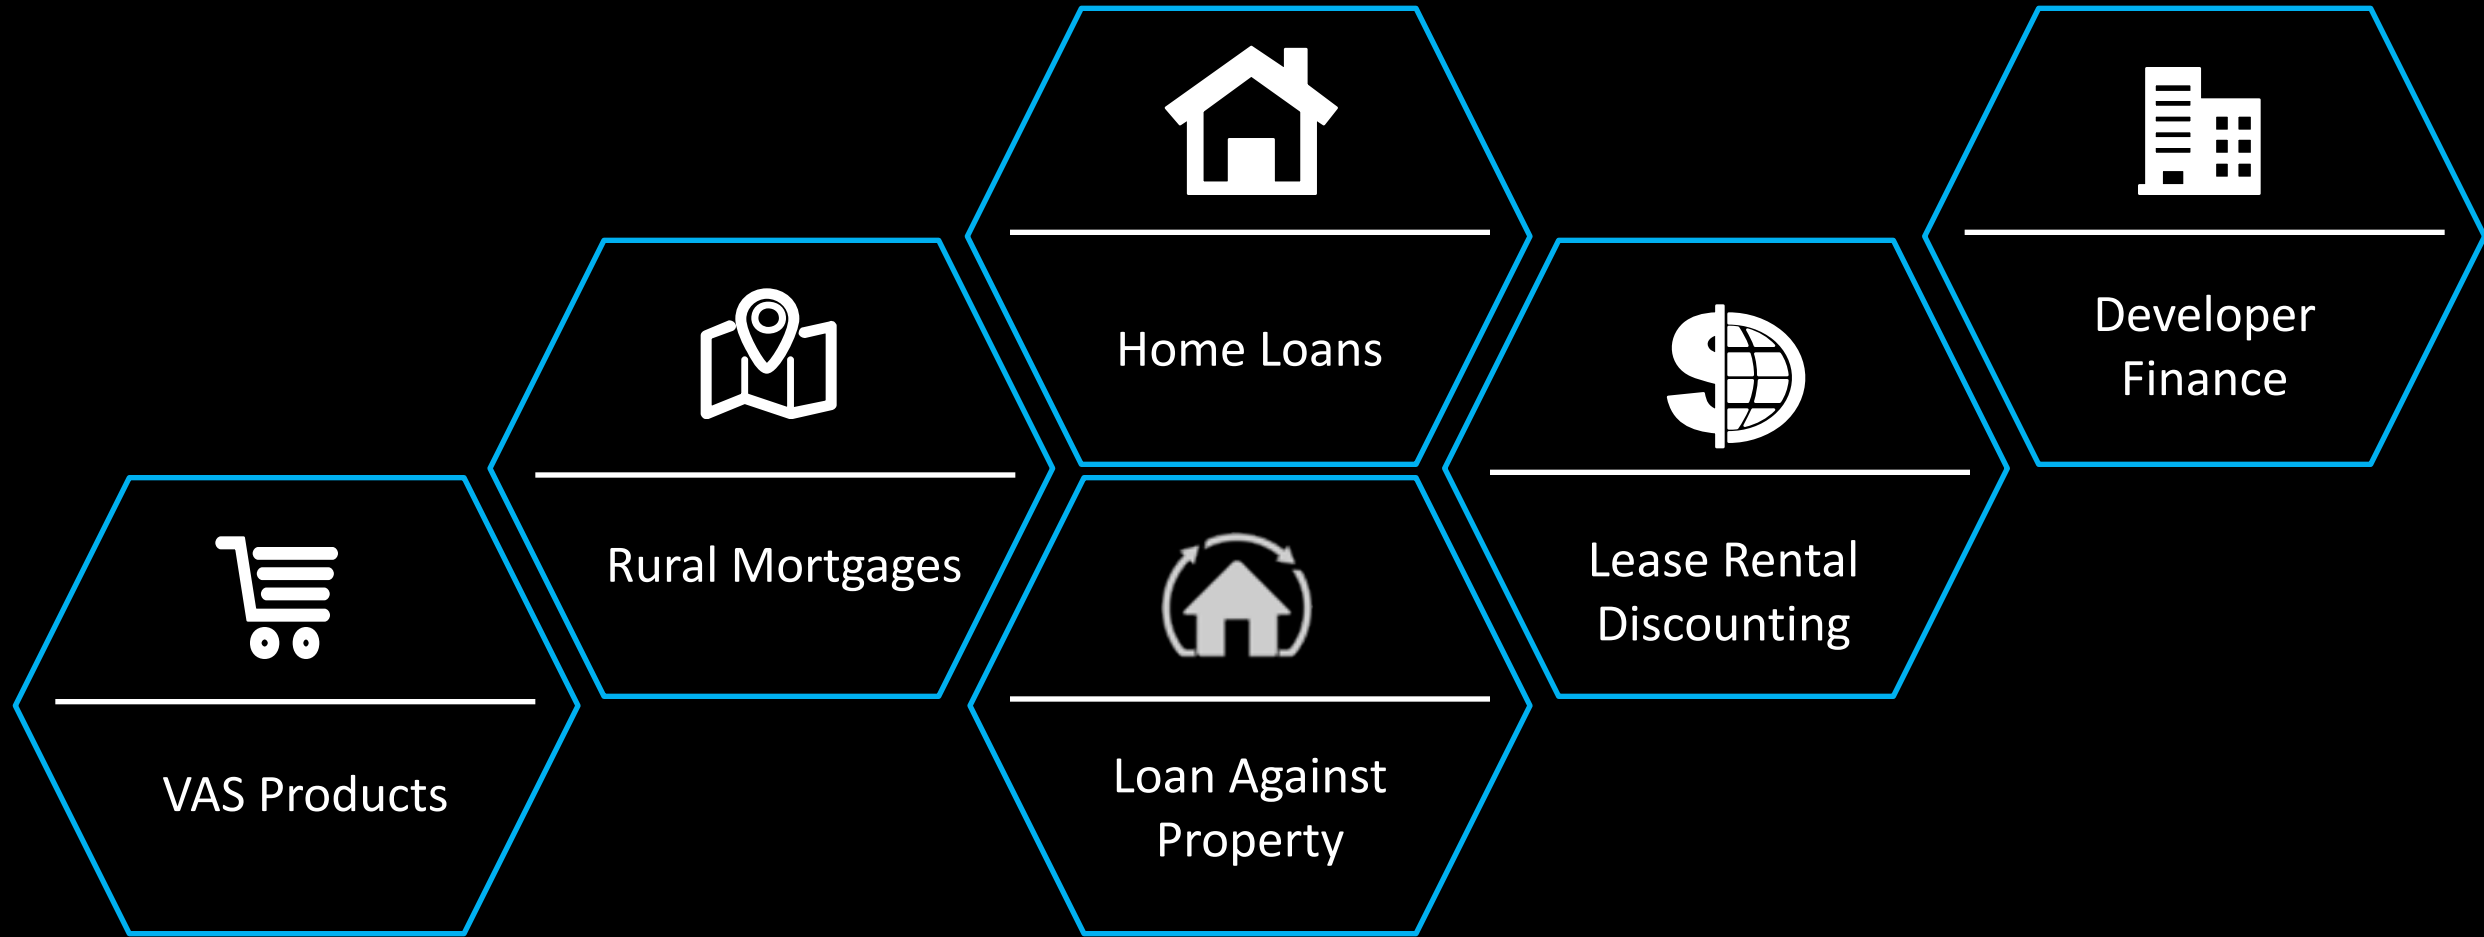 Home Loans
Developer
Finance
Rural Mortgages
Lease Rental
Discounting
VAS Products
Loan Against
Property